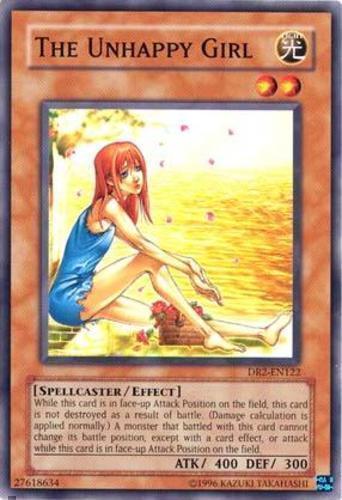 THE UNHAPPY GIRL
光
DR2-EN122
[SPELLCASTER/EFFECT]
While this card is in face-up Attack Position on the field, this
card is not destroyed as a result of battle. (Damage calculation
is applied normally.) A monster that battled with this card cannot
change its battle position, except with a card effect, or attack
while this card is in face-up Attack Position on the field.
ATK/ 400 DEF/ 300
27618634
©1996 KAZUKI TAKAHASHI